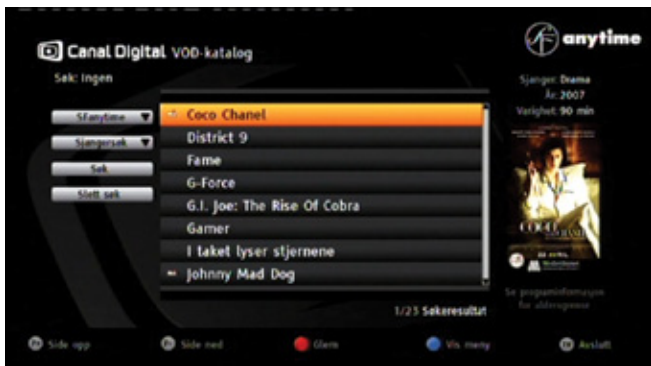 Canal Digital VOD-katalog
anytime
Søk: Ingen
Sjanger: Drama
År: 2007
Varighet: 90 min
SFanytime
Sjangersøk
Søk
Slett søk
Coco Chanel
District 9
Fame
G-Force
G.I. Joe: The Rise Of Cobra
Gamer
I taket lyser stjernene
Johnny Mad Dog
COCO
CHANEL
Se programinformasjon
for aldersgrense
1/23 Søkeresultat
Side opp
Side ned
Glem
Vis meny
Avslutt